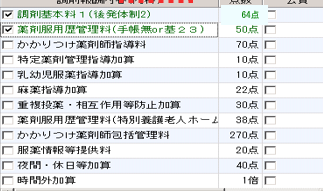 調剤報酬 点数 公費
調剤基本料1(後発体制2) 64点
薬剤服用歴管理料(手帳無or基23) 50点
かかりつけ薬剤師指導料 70点
特定薬剤管理指導加算 10点
乳幼児服薬指導加算 10点
麻薬指導加算 22点
重複投薬・相互作用等防止加算 30点
薬剤服用歴管理料(特別養護老人ホーム 38点
かかりつけ薬剤師包括管理料 270点
服薬情報等提供料 20点
夜間・休日等加算 40点
時間外加算 1倍